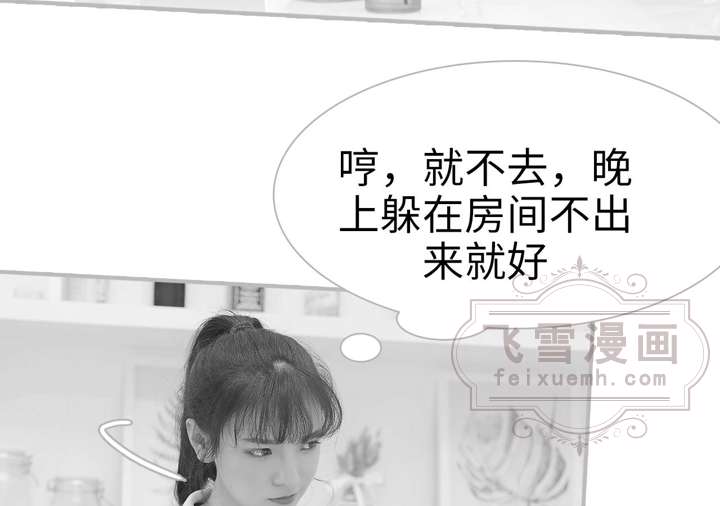 哼，就不去，晚
上躲在房间不出
来就好
飞雪漫画
feixuemh.com